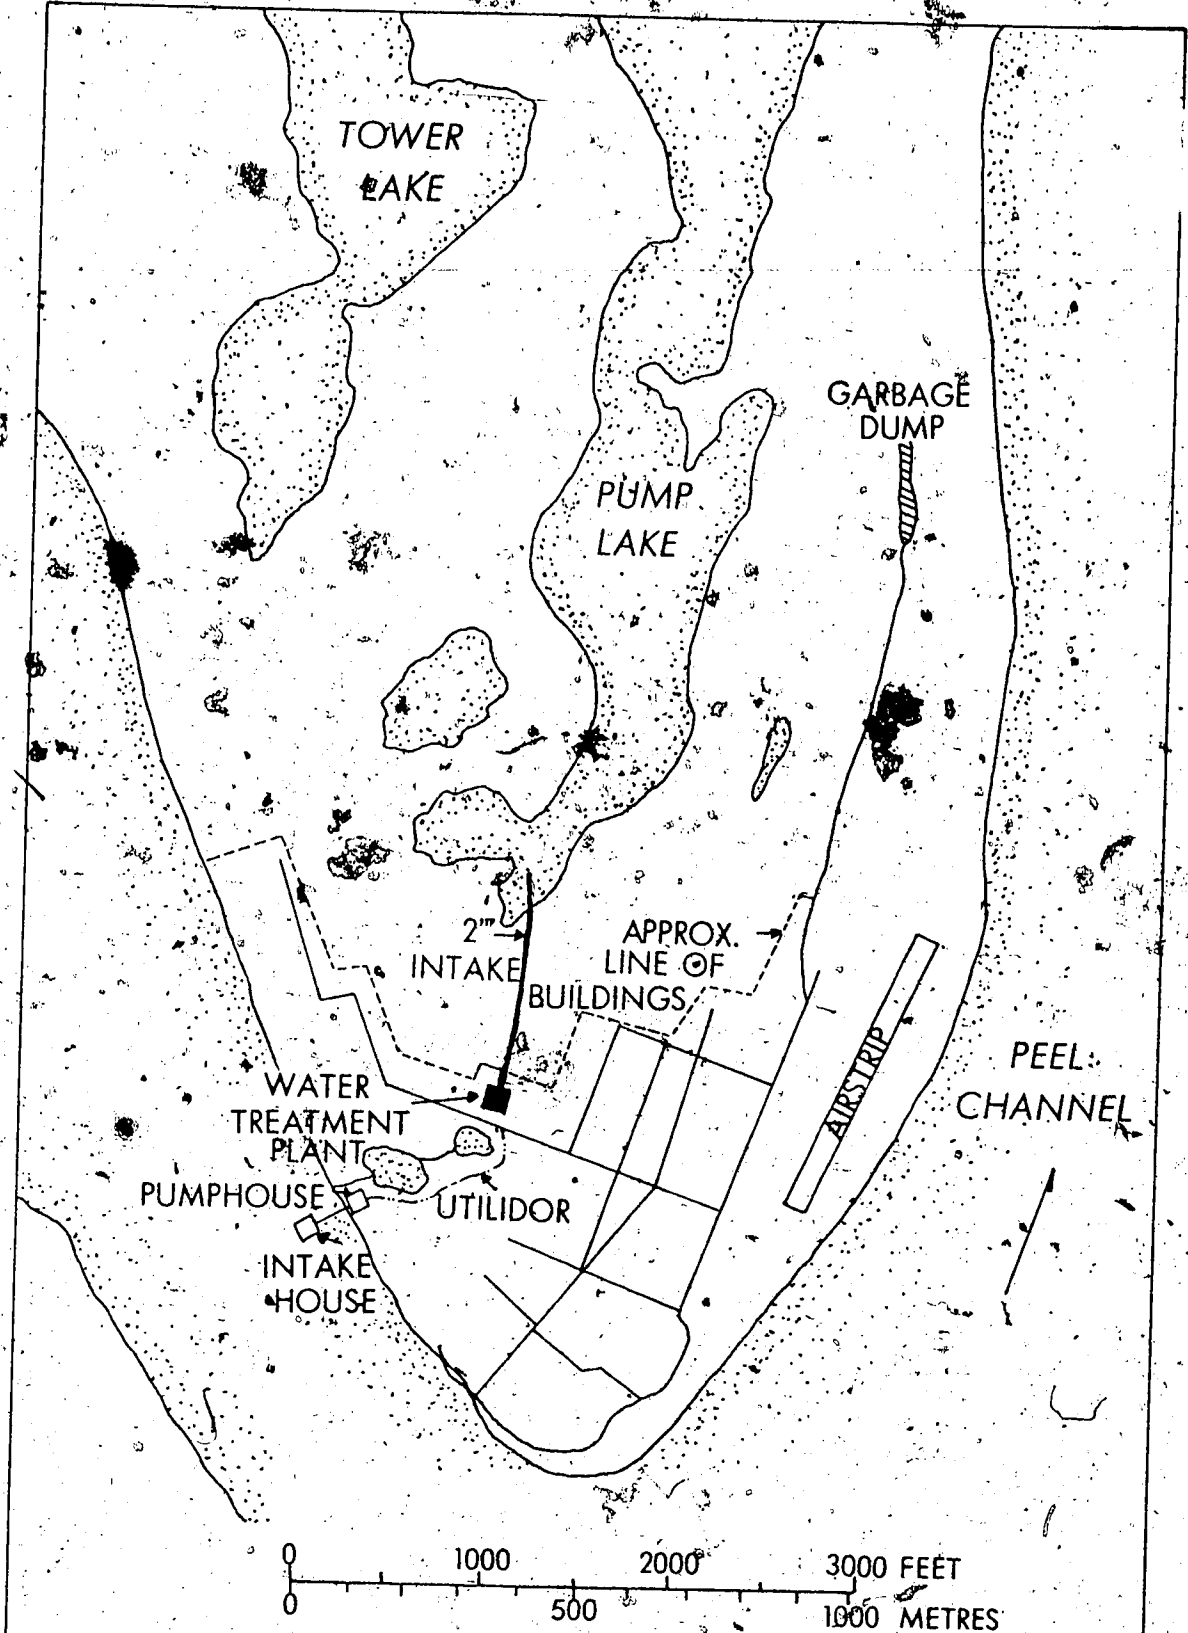 TOWER
LAKE
GARBAGE
DUMP
PUMP
LAKE
2"
INTAKE
APPROX.
LINE OF
BUILDINGS
WATER
TREATMENT
PLANT
PUMPHOUSE
UTILIDOR
INTAKE
HOUSE
AIRSTRIP
PEEL
CHANNEL
0 1000 2000 3000 FEET
0 500 1000 METRES